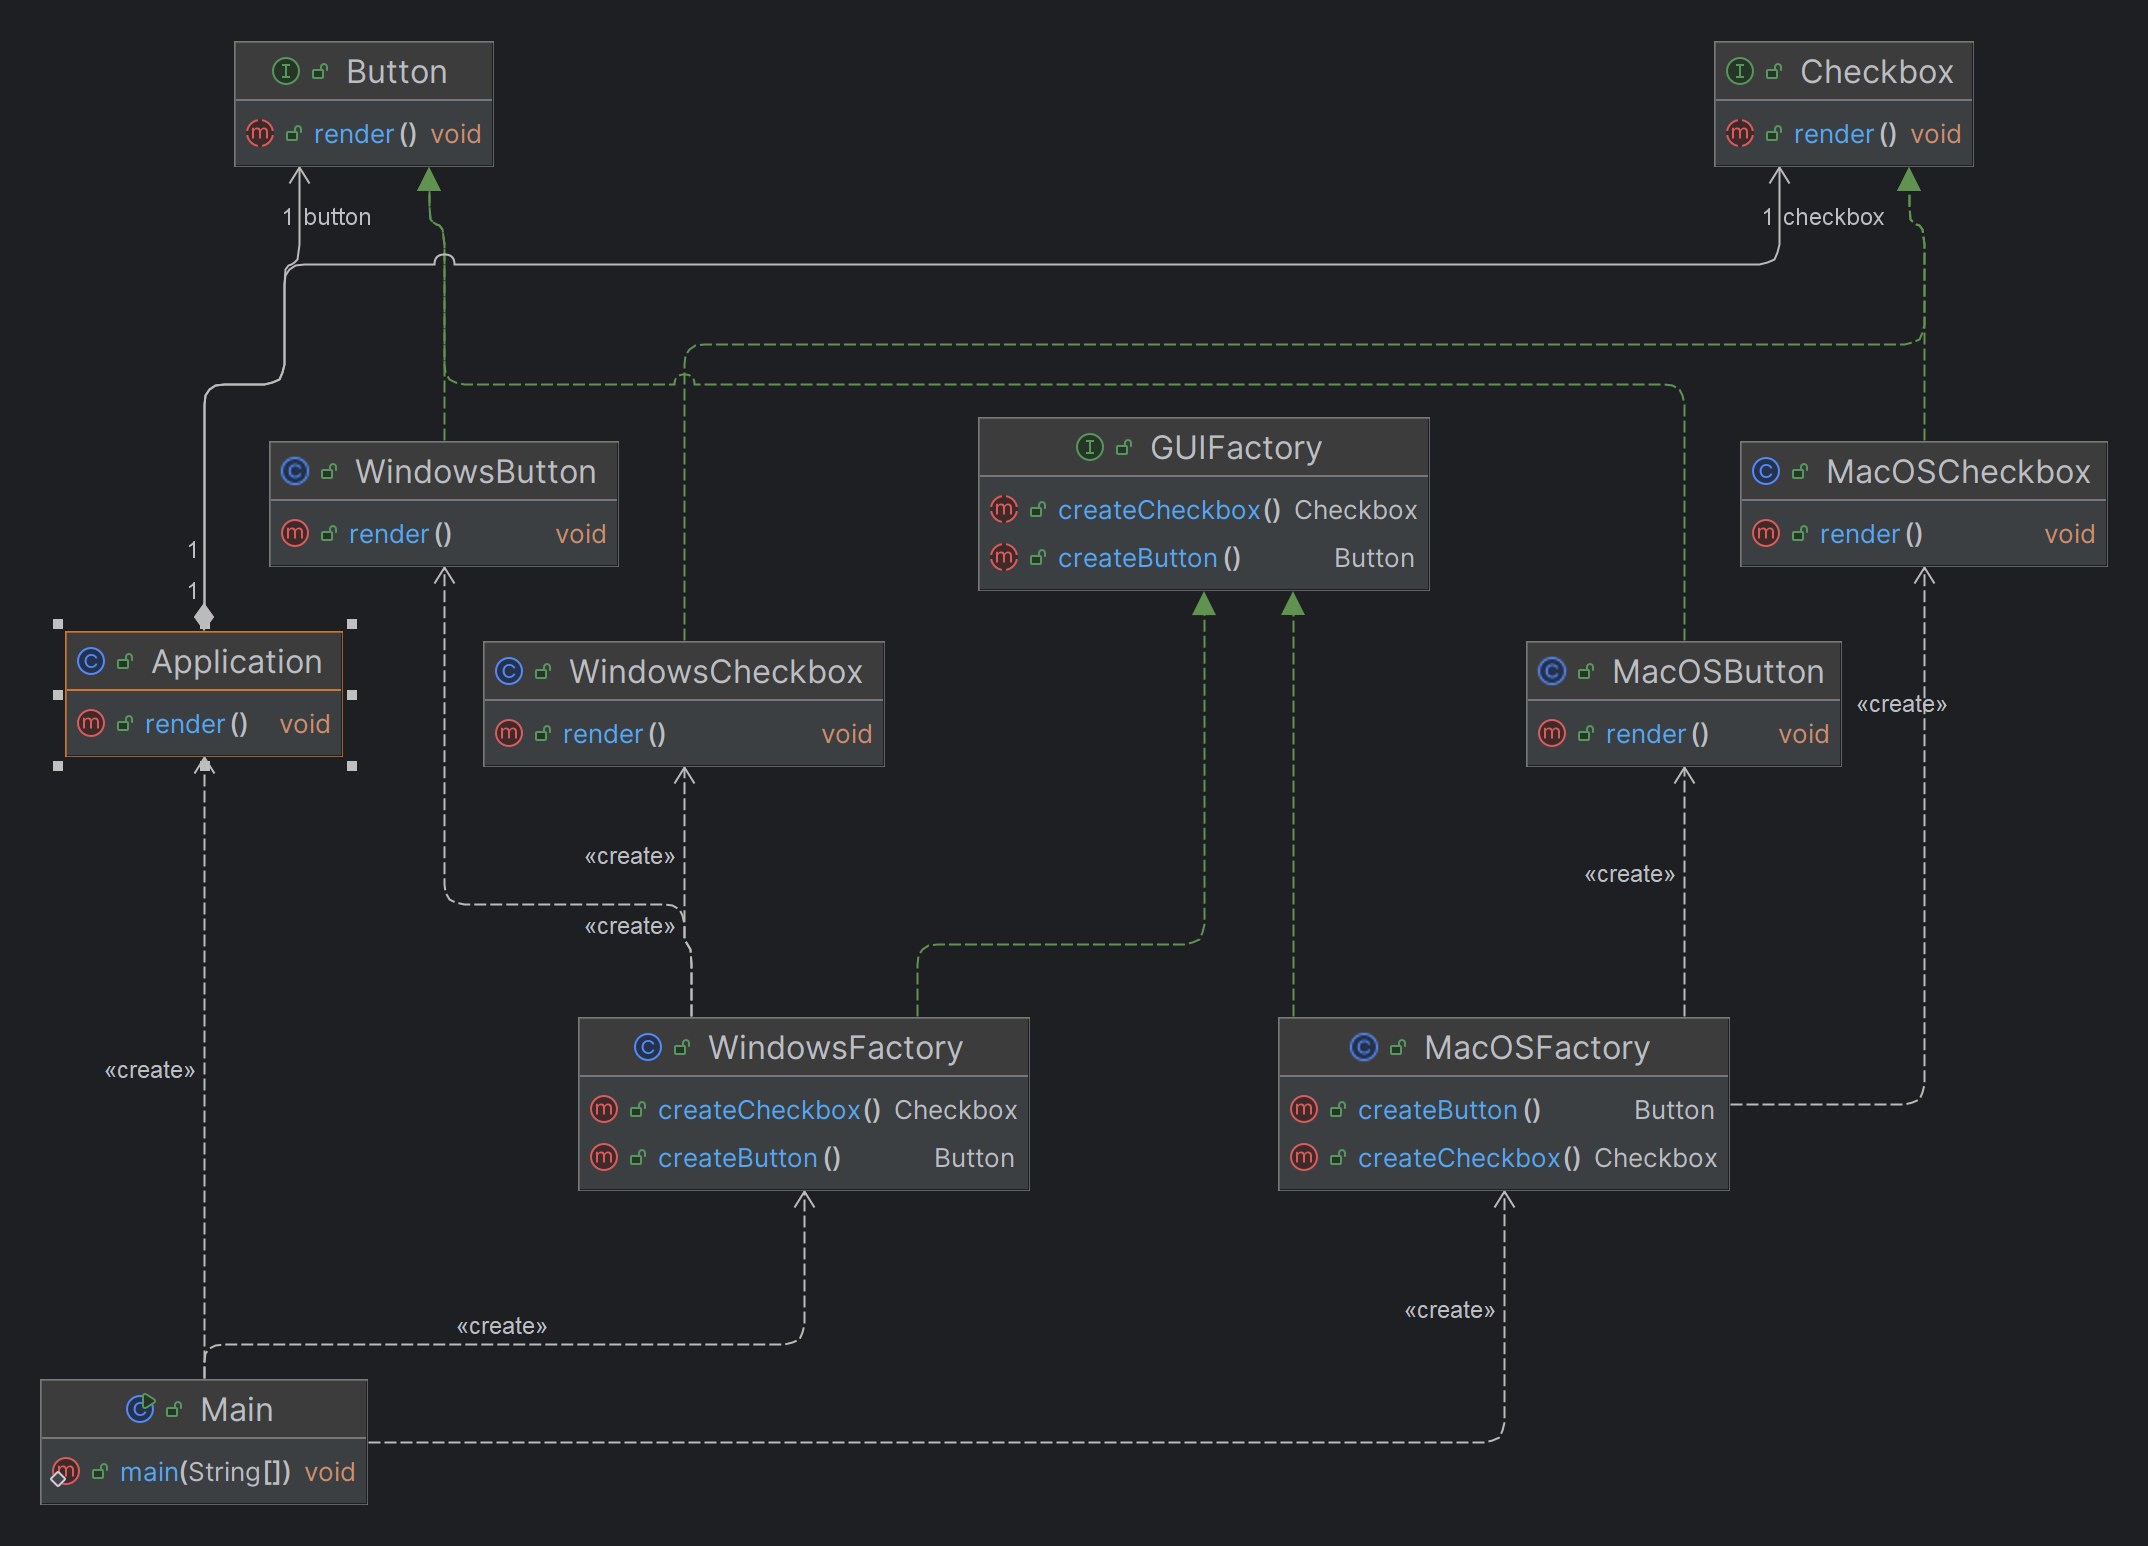 Button
render() void
Checkbox
render() void
1 button
1 checkbox
WindowsButton
render() void
GUIFactory
createCheckbox() Checkbox
createButton() Button
MacOSCheckbox
render() void
1
1
Application
render() void
WindowsCheckbox
render() void
MacOSButton
render() void
«create»
«create»
«create»
«create»
«create»
WindowsFactory
createCheckbox() Checkbox
createButton() Button
MacOSFactory
createButton() Button
createCheckbox() Checkbox
«create»
«create»
Main
main(String[]) void